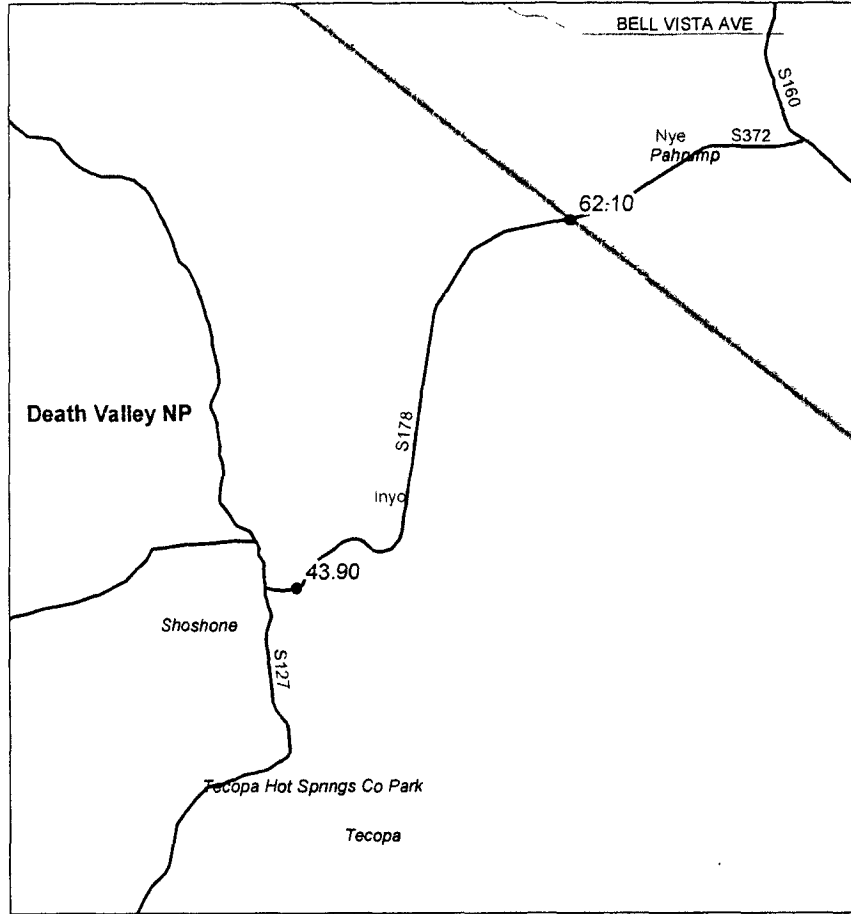 BELL VISTA AVE
S160
Nye
S372
Pahrump
62.10
Death Valley NP
S178
Inyo
43.90
Shoshone
S127
Tecopa Hot Springs Co Park
Tecopa